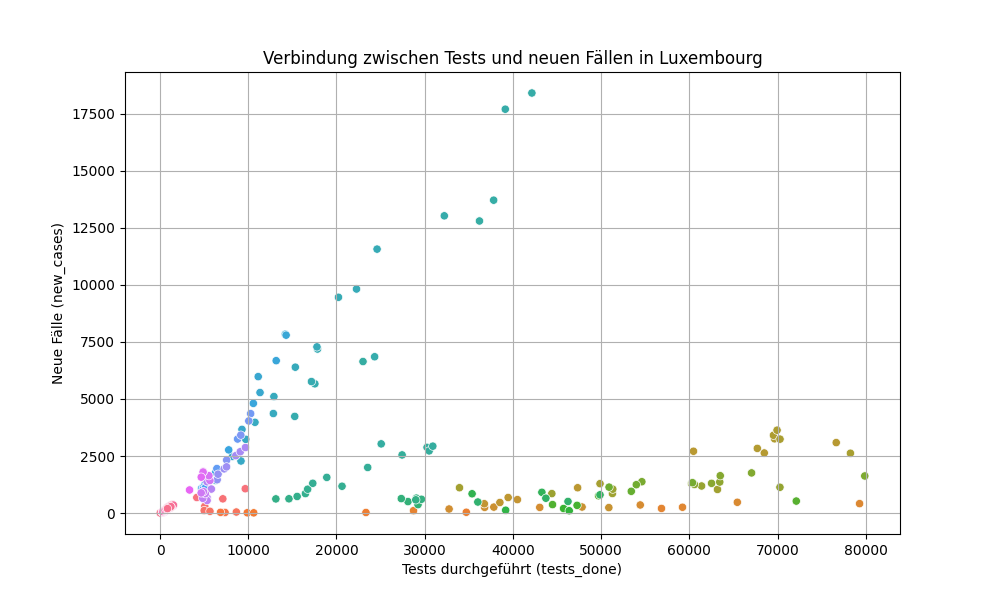 Verbindung zwischen Tests und neuen Fällen in Luxembourg
17500
15000
12500
10000
7500
5000
2500
0
Neue Fälle (new_cases)
0 10000 20000 30000 40000 50000 60000 70000 80000
Tests durchgeführt (tests_done)